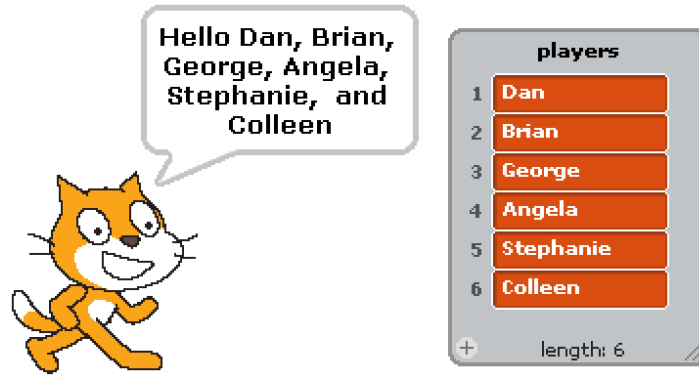 Hello Dan, Brian,
George, Angela,
Stephanie,  and
Colleen
players
1 Dan
2 Brian
3 George
4 Angela
5 Stephanie
6 Colleen
+ length: 6